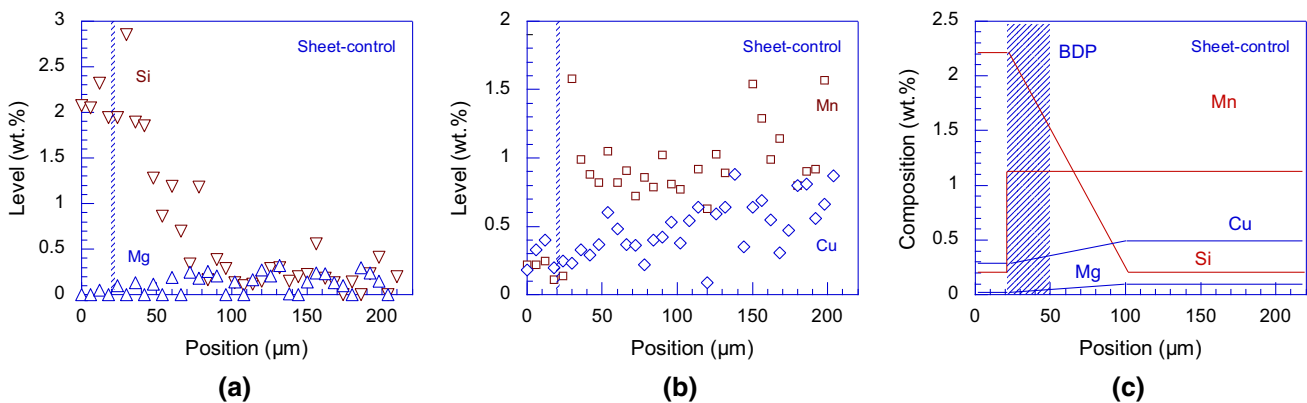 3
2.5
2
1.5
1
0.5
0
0 50 100 150 200
Level (wt.%)
Position (µm)
Sheet-control
Si
Mg
(a)
2
1.5
1
0.5
0
0 50 100 150 200
Level (wt.%)
Position (µm)
Sheet-control
Mn
Cu
(b)
2.5
2
1.5
1
0.5
0
0 50 100 150 200
Composition (wt.%)
Position (µm)
BDP
Sheet-control
Mn
Cu
Si
Mg
(c)